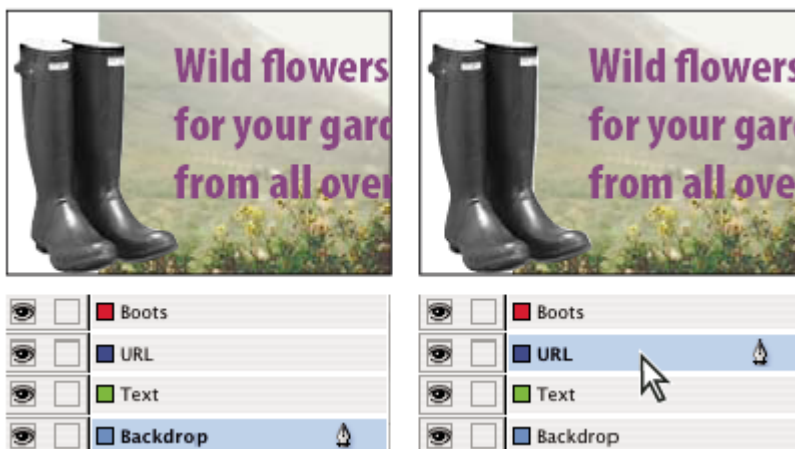 Wild flowers
for your gard
from all over
Boots
URL
Text
Backdrop
Wild flowers
for your gar
from all ove
Boots
URL
Text
Backdrop